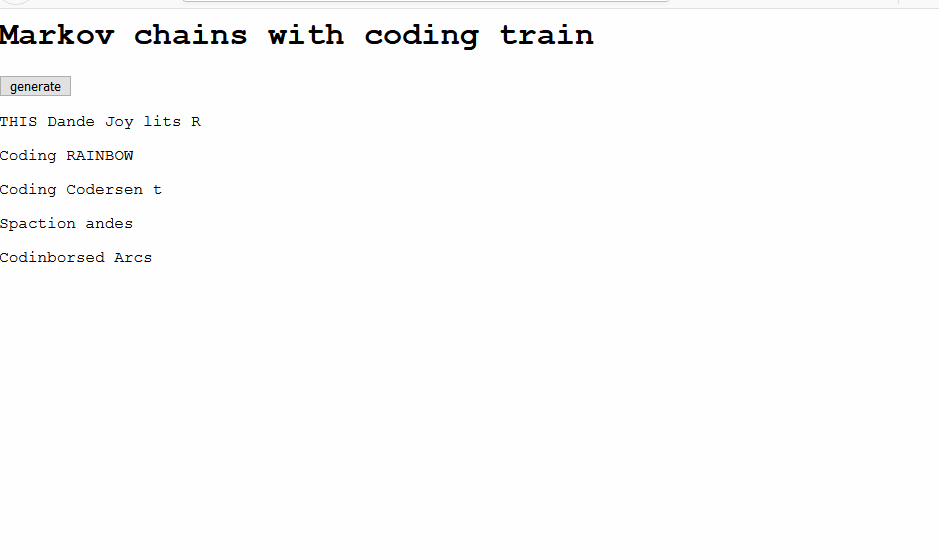 Markov chains with coding train
generate
THIS Dande Joy lits R
Coding RAINBOW
Coding Codersen t
Spaction andes
Codinborsed Arcs